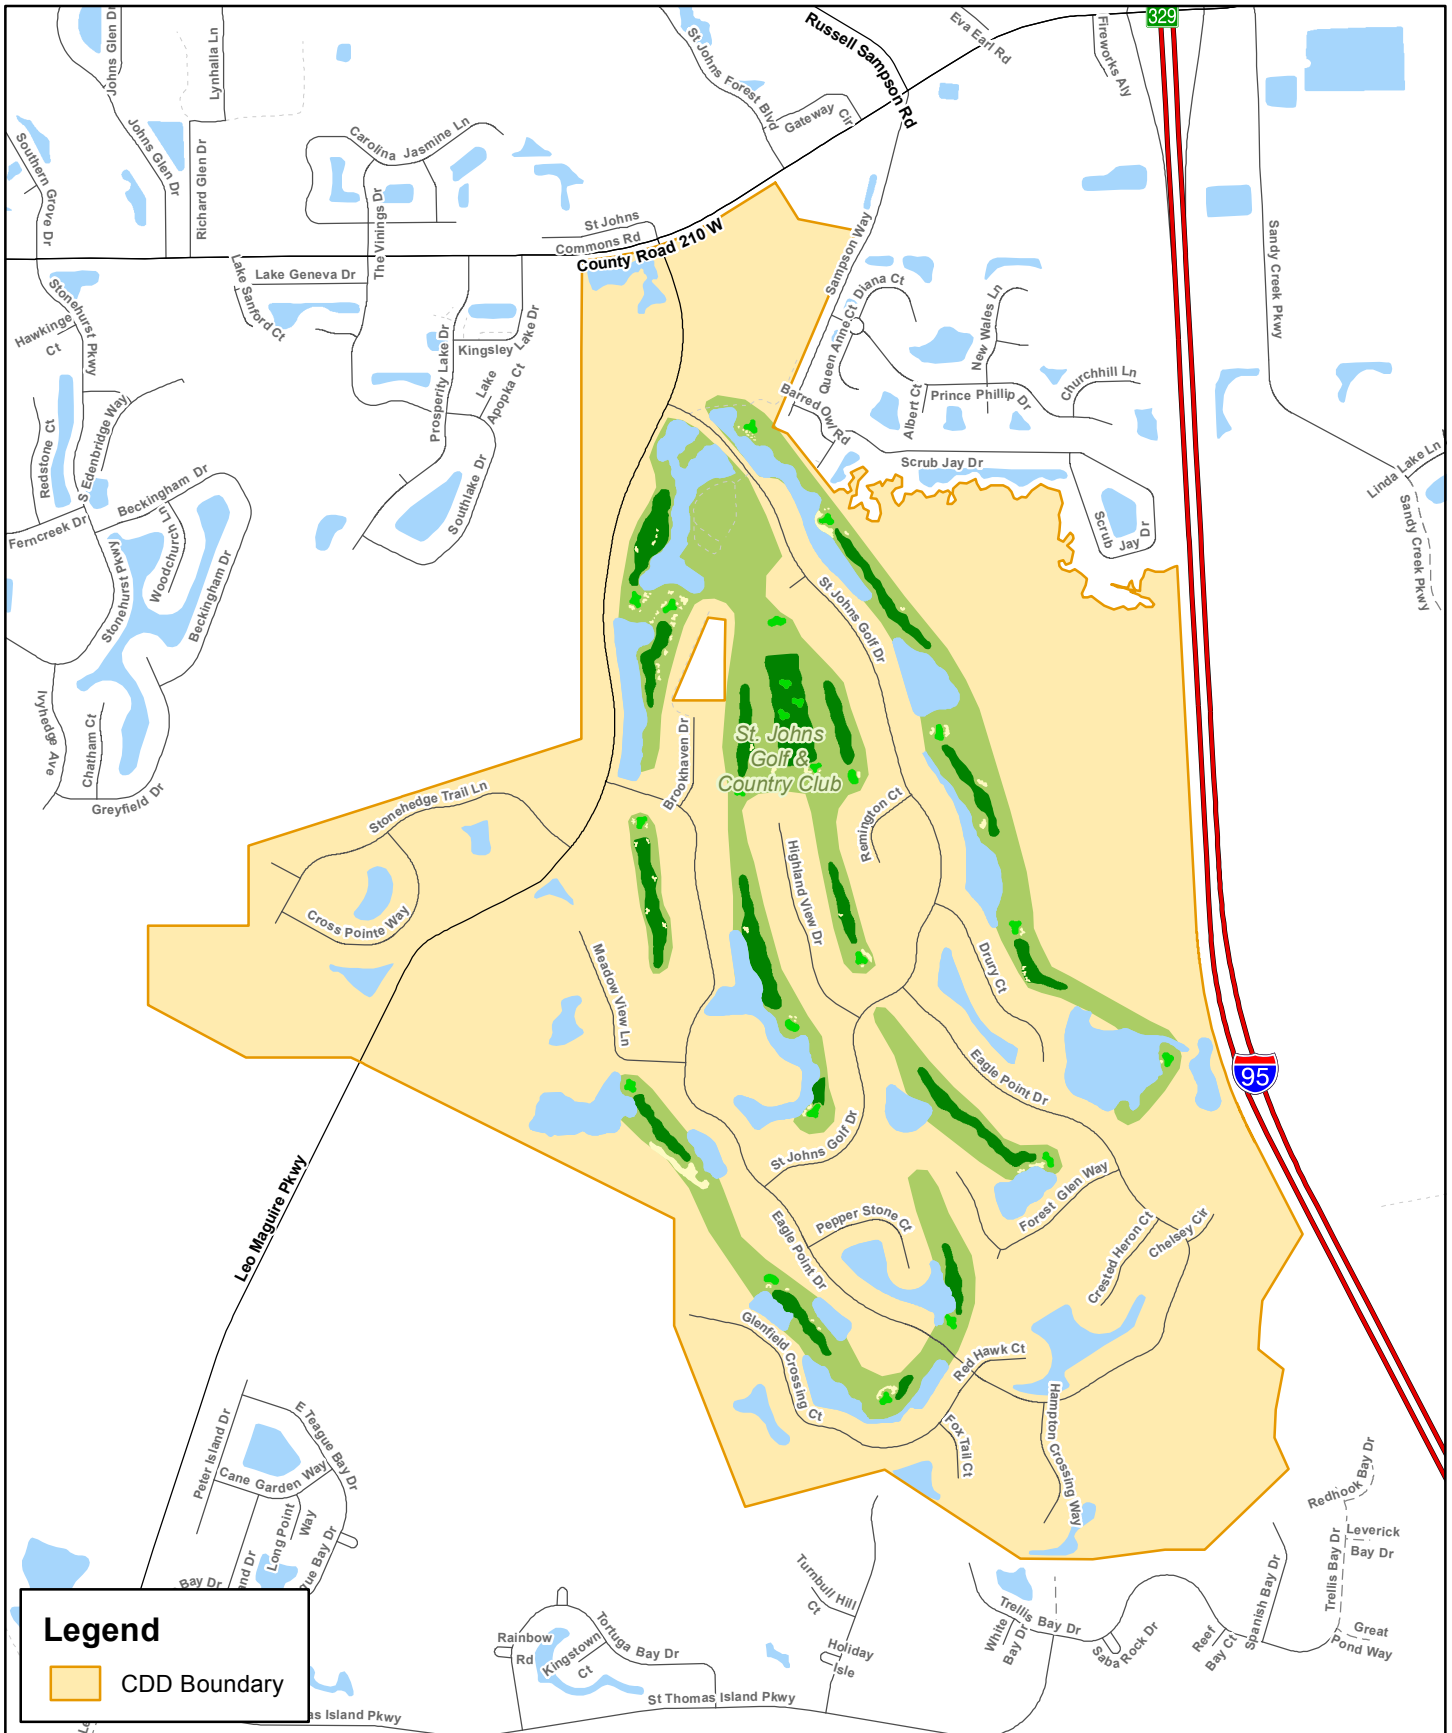 329
Johns Glen Dr
Lynhalla Ln
St Johns Forest Blvd
Russell Sampson Rd
Eva Earl Rd
Fireworks Aly
Gateway Cir
Southern Grove Dr
Johns Glen Dr
Richard Glen Dr
Carolina Jasmine Ln
The Vinings Dr
St Johns
Commons Rd
County Road 210 W
Sampson Way
Sandy Creek Pkwy
Lake Geneva Dr
Lake Sanford Ct
Stonehurst Pkwy
Hawkinge
Ct
Prosperity Lake Dr
Kingsley Lake Dr
Lake
Apopka Ct
Queen Anne Ct
Diana Ct
New Wales Ln
Albert Ct
Prince Phillip Dr
Churchhill Ln
Barred Owl Rd
Scrub Jay Dr
Scrub
Jay Dr
Linda Lake Ln
Sandy Creek Pkwy
Redstone Ct
S Edenbridge Way
Beckingham Dr
Ferncreek Dr
Woodchurch Ln
Stonehurst Pkwy
Beckingham Dr
Southlake Dr
Ivyhedge Ave
Chatham Ct
Greyfield Dr
St Johns Golf Dr
St. Johns
Golf &
Country Club
Brookhaven Dr
Stonehedge Trail Ln
Cross Pointe Way
Remington Ct
Highland View Dr
Meadow View Ln
Drury Ct
Eagle Point Dr
95
St Johns Golf Dr
Leo Maguire Pkwy
Forest Glen Way
Pepper Stone Ct
Eagle Point Dr
Crested Heron Ct
Chelsey Cir
Glenfield Crossing Ct
Red Hawk Ct
Fox Tail Ct
Hampton Crossing Way
Peter Island Dr
E Teague Bay Dr
Cane Garden Way
Long Point
Way
Bay Dr
and Dr
gue Bay Dr
Turnbull Hill
Ct
Holiday
Isle
Tortuga Bay Dr
Rainbow
Rd
Kingstown
Ct
St Thomas Island Pkwy
as Island Pkwy
Trellis Bay Dr
White
Bay Dr
Saba Rock Dr
Reef
Bay Ct
Spanish Bay Dr
Trellis Bay Dr
Redhook Bay Dr
Leverick
Bay Dr
Great
Pond Way
Legend
CDD Boundary